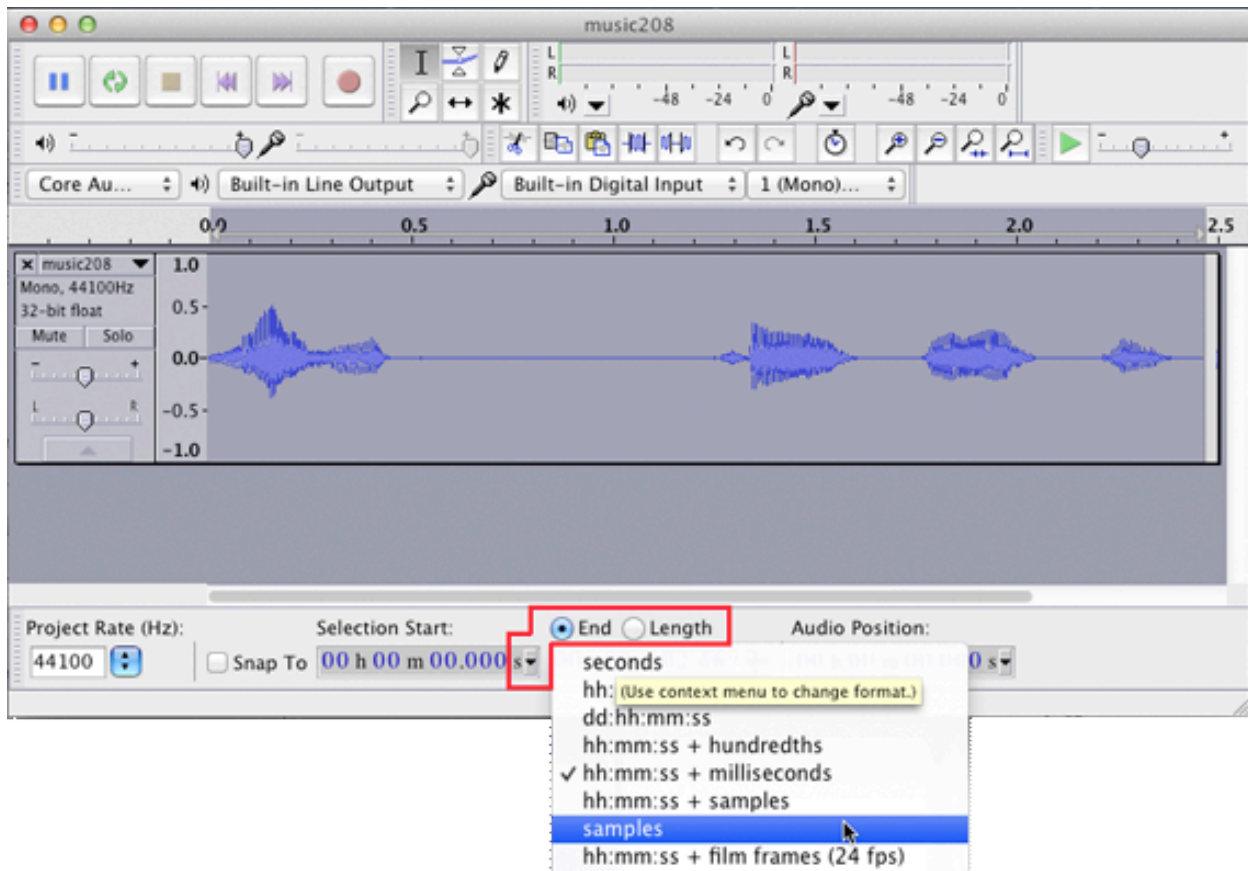 music208
L
R
-48 -24 0
L
R
-48 -24 0
Core Au... Built-in Line Output Built-in Digital Input 1 (Mono)...
0.0 0.5 1.0 1.5 2.0 2.5
music208
Mono, 44100Hz
32-bit float
Mute Solo
- +
L R
1.0
0.5
0.0
-0.5
-1.0
Project Rate (Hz): Selection Start: End Length Audio Position:
44100 Snap To 00 h 00 m 00.000 s 0 s
seconds
hh:
(Use context menu to change format.)
dd:hh:mm:ss
hh:mm:ss + hundredths
✓ hh:mm:ss + milliseconds
hh:mm:ss + samples
samples
hh:mm:ss + film frames (24 fps)